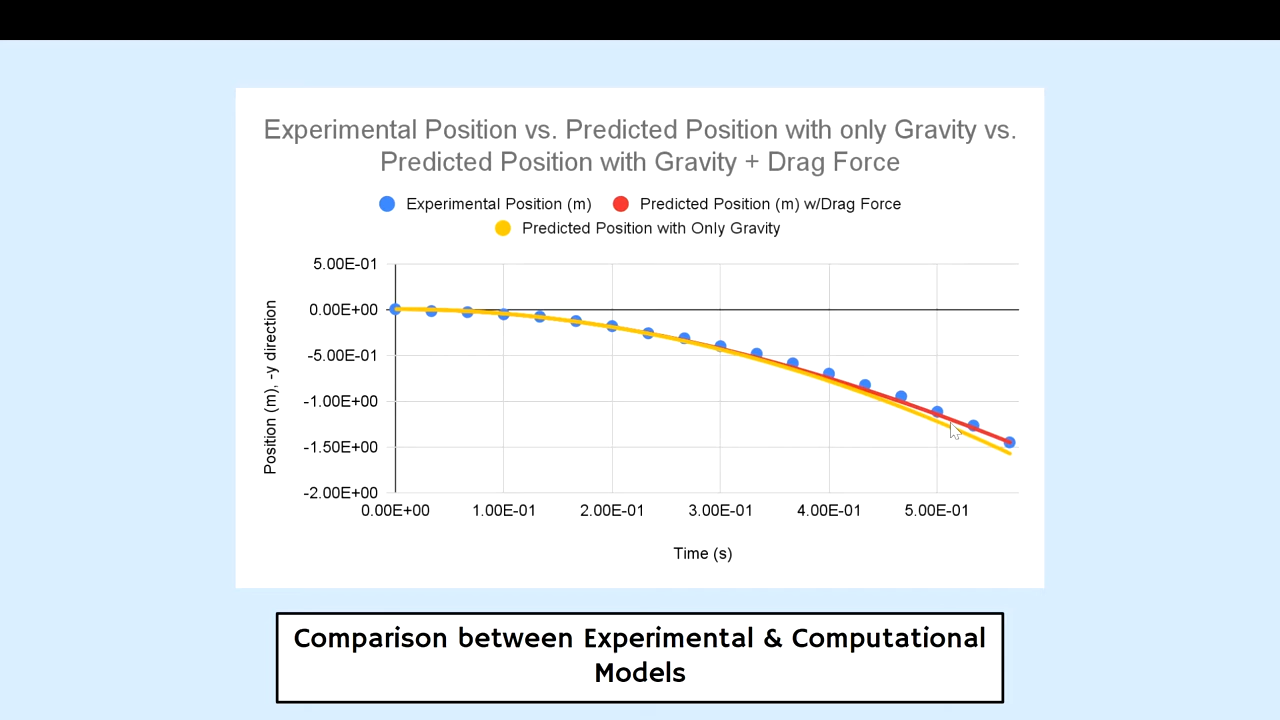 Experimental Position vs. Predicted Position with only Gravity vs.
Predicted Position with Gravity + Drag Force
Experimental Position (m)
Predicted Position (m) w/Drag Force
Predicted Position with Only Gravity
Position (m), -y direction
5.00E-01
0.00E+00
-5.00E-01
-1.00E+00
-1.50E+00
-2.00E+00
0.00E+00
1.00E-01
2.00E-01
3.00E-01
4.00E-01
5.00E-01
Time (s)
Comparison between Experimental & Computational
Models